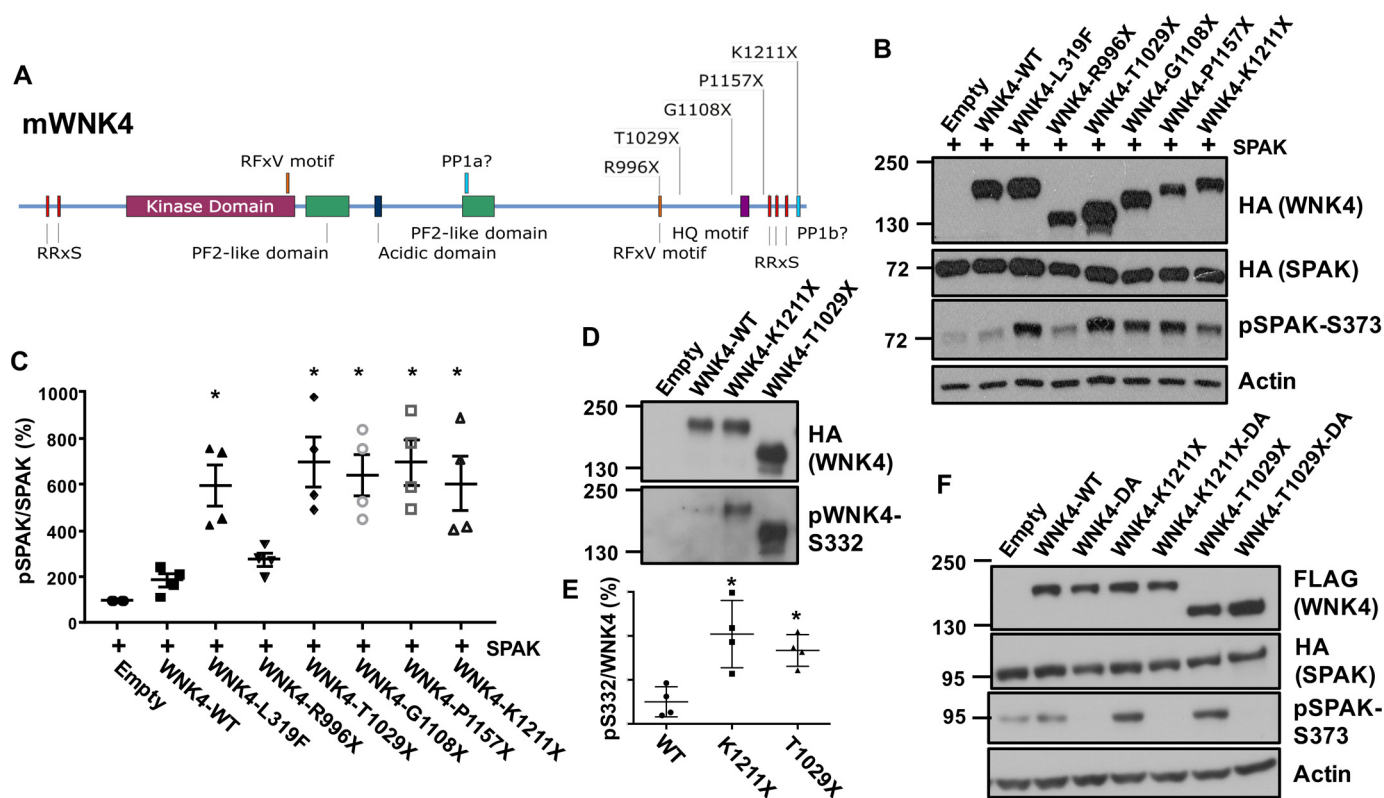 A
mWNK4
K1211X
P1157X
G1108X
T1029X
R996X
RFxV motif
PP1a?
Kinase Domain
RRxS
PF2-like domain
Acidic domain
PF2-like domain
RFxV motif
HQ motif
RRxS
PP1b?
B
Empty
WNK4-WT
WNK4-L319F
WNK4-R996X
WNK4-T1029X
WNK4-G1108X
WNK4-P1157X
WNK4-K1211X
+ + + + + + + + SPAK
250
130
HA (WNK4)
72
HA (SPAK)
72
pSPAK-S373
Actin
C
pSPAK/SPAK (%)
1000
800
600
400
200
0
* * * * *
+ + + + + + + + SPAK
Empty
WNK4-WT
WNK4-L319F
WNK4-R996X
WNK4-T1029X
WNK4-G1108X
WNK4-P1157X
WNK4-K1211X
D
Empty
WNK4-WT
WNK4-K1211X
WNK4-T1029X
250
130
HA
(WNK4)
250
130
pWNK4-
S332
E
pS332/WNK4 (%)
* *
WT
K1211X
T1029X
F
Empty
WNK4-WT
WNK4-DA
WNK4-K1211X
WNK4-K1211X-DA
WNK4-T1029X
WNK4-T1029X-DA
250
130
FLAG
(WNK4)
95
HA
(SPAK)
95
pSPAK-
S373
Actin